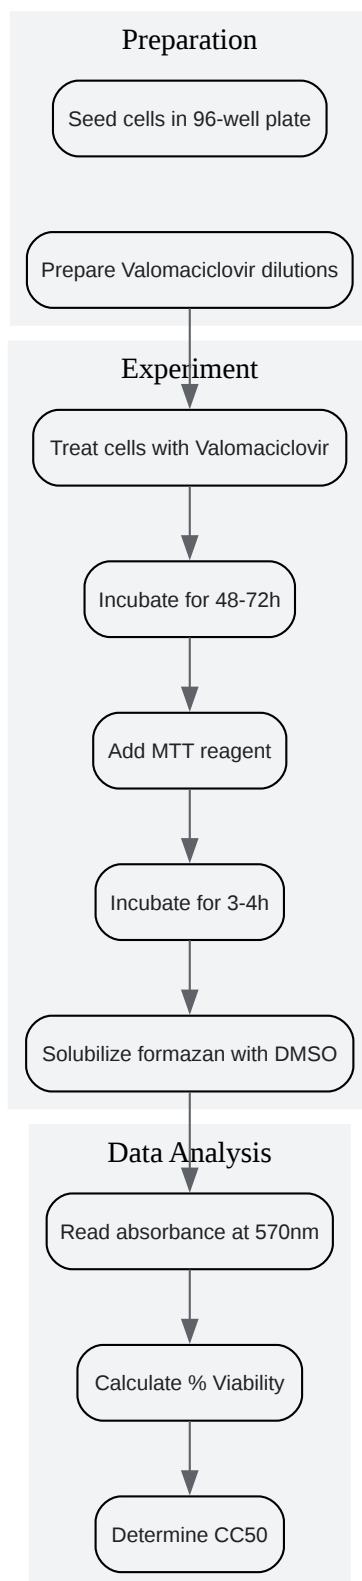 Preparation
Seed cells in 96-well plate
Prepare Valomaciclovir dilutions
Experiment
Treat cells with Valomaciclovir
Incubate for 48-72h
Add MTT reagent
Incubate for 3-4h
Solubilize formazan with DMSO
Data Analysis
Read absorbance at 570nm
Calculate % Viability
Determine CC50